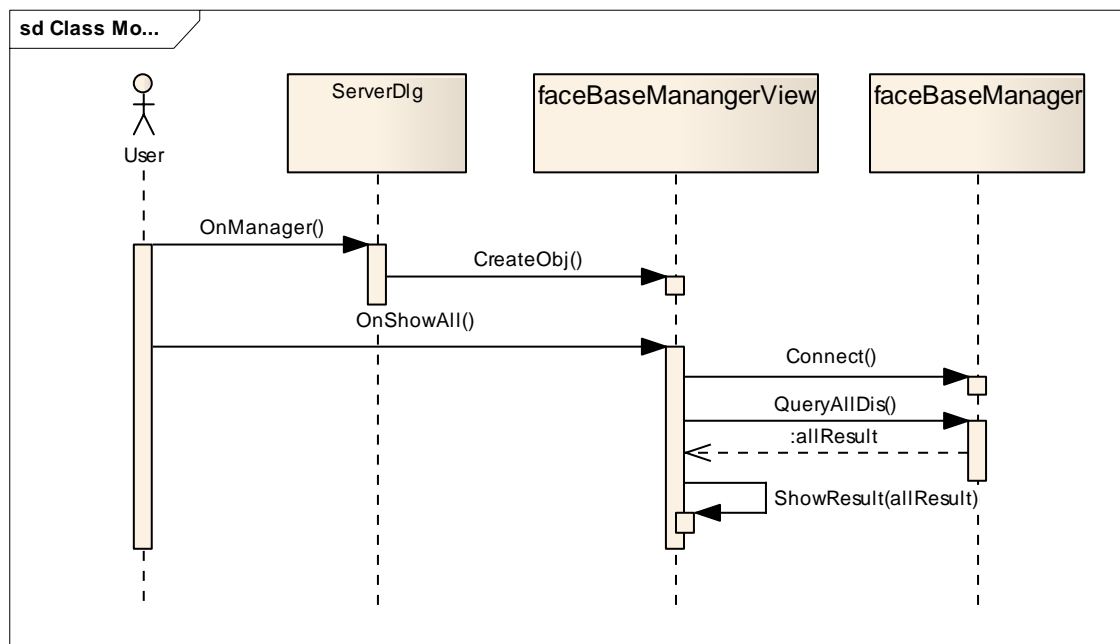 sd Class Mo...
User
ServerDlg
faceBaseManangerView
faceBaseManager
OnManager()
CreateObj()
OnShowAll()
Connect()
QueryAllDis()
:allResult
ShowResult(allResult)